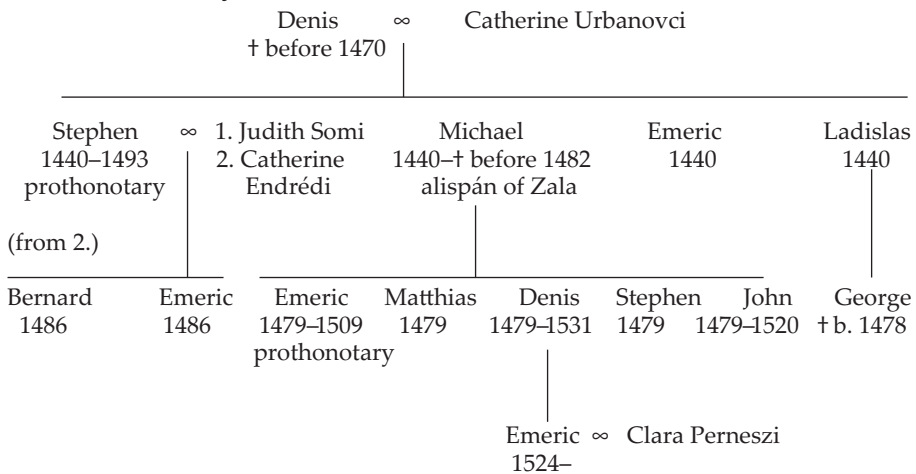 Denis ∞ Catherine Urbanovci
† before 1470
Stephen ∞ 1. Judith Somi Michael Emeric Ladislas
1440–1493 2. Catherine 1440–† before 1482 1440 1440
prothonotary Endrédi alispán of Zala
(from 2.)
Bernard Emeric Emeric Matthias Denis Stephen John George
1486 1486 1479–1509 1479 1479–1531 1479 1479–1520 † b. 1478
prothonotary
Emeric ∞ Clara Perneszi
1524–